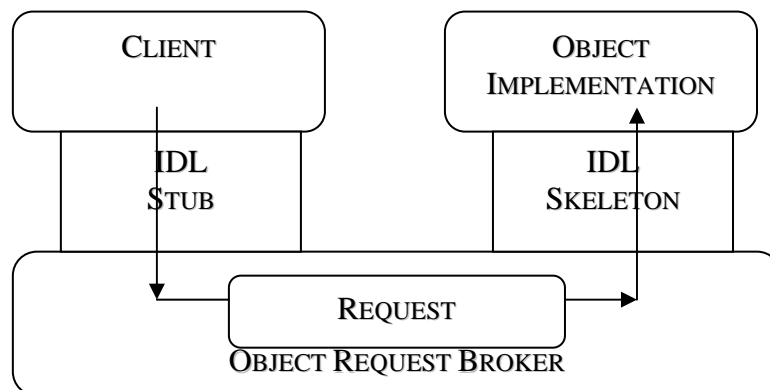 CLIENT
OBJECT
IMPLEMENTATION
IDL
STUB
IDL
SKELETON
REQUEST
OBJECT REQUEST BROKER